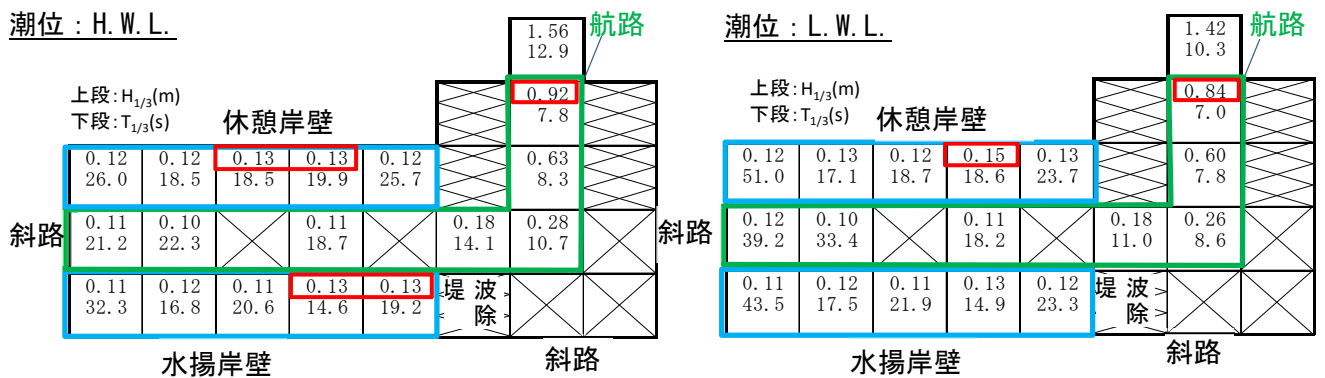 潮位：H.W.L.
航路
1.56
12.9
上段：H1/3(m)
下段：T1/3(s)
休憩岸壁
0.92
7.8
0.12 0.12 0.13 0.13 0.12 0.63
26.0 18.5 18.5 19.9 25.7 8.3
斜路
0.11 0.10 0.11 0.18 0.28
21.2 22.3 18.7 14.1 10.7
0.11 0.12 0.11 0.13 0.13
32.3 16.8 20.6 14.6 19.2
堤 波
除
水揚岸壁
斜路
潮位：L.W.L.
航路
1.42
10.3
上段：H1/3(m)
下段：T1/3(s)
休憩岸壁
0.84
7.0
0.12 0.13 0.12 0.15 0.13 0.60
51.0 17.1 18.7 18.6 23.7 7.8
斜路
0.12 0.10 0.11 0.18 0.26
39.2 33.4 18.2 11.0 8.6
0.11 0.12 0.11 0.13 0.12
43.5 17.5 21.9 14.9 23.3
堤 波
除
水揚岸壁
斜路